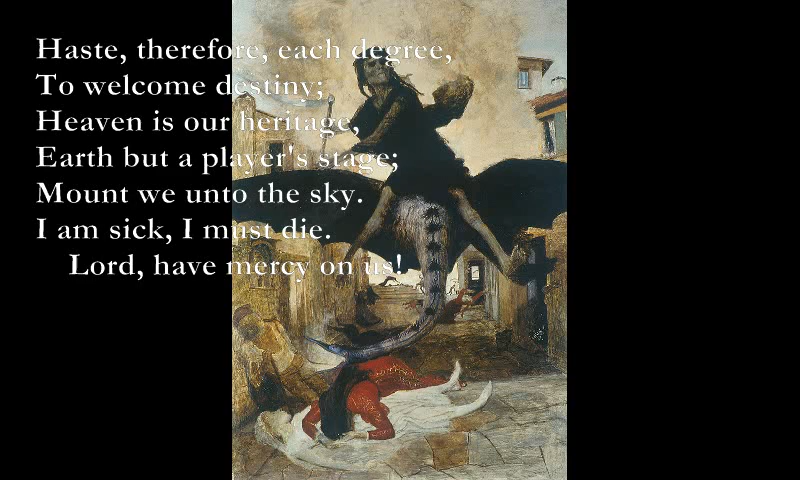 Haste, therefore, each degree,
To welcome destiny;
Heaven is our heritage,
Earth but a player's stage;
Mount we unto the sky.
I am sick, I must die.
Lord, have mercy on us!